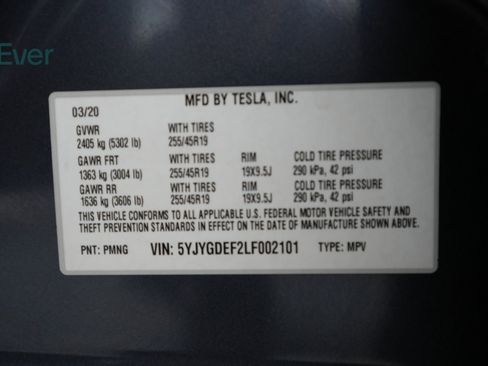 Ever
MFD BY TESLA, INC.
03/20
GVWR WITH TIRES
2405 kg (5302 lb) 255/45R19
GAWR FRT WITH TIRES RIM COLD TIRE PRESSURE
1363 kg (3004 lb) 255/45R19 19X9.5J 290 kPa, 42 psi
GAWR RR WITH TIRES RIM COLD TIRE PRESSURE
1636 kg (3606 lb) 255/45R19 19X9.5J 290 kPa, 42 psi
THIS VEHICLE CONFORMS TO ALL APPLICABLE U.S. FEDERAL MOTOR VEHICLE SAFETY AND
THEFT PREVENTION STANDARDS IN EFFECT ON THE DATE OF MANUFACTURE SHOWN ABOVE.
PNT: PMNG VIN: 5YJYGDEF2LF002101 TYPE: MPV